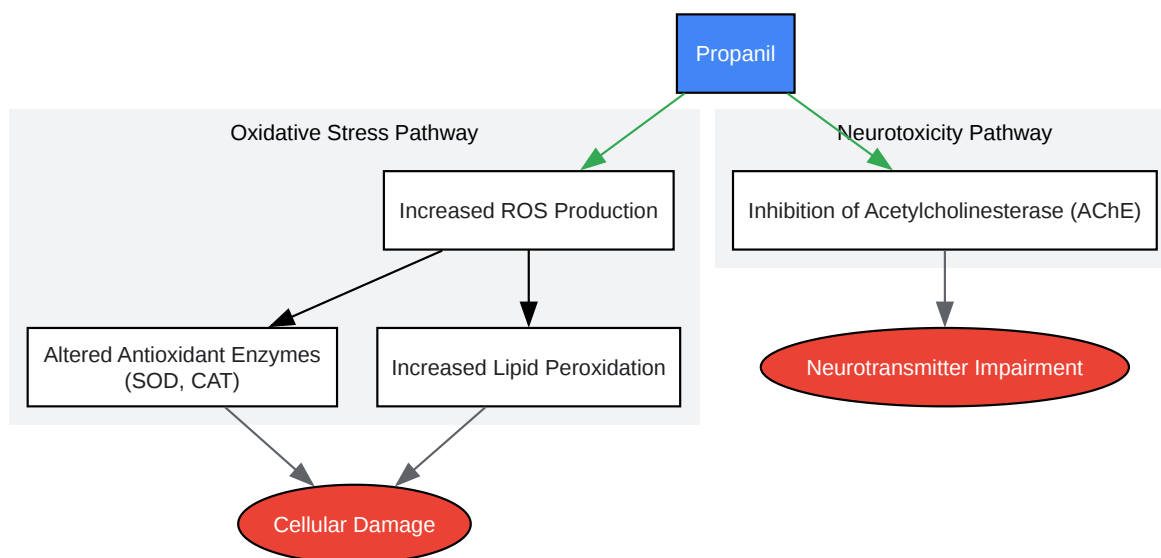 Propanil
Oxidative Stress Pathway
Neurotoxicity Pathway
Increased ROS Production
Inhibition of Acetylcholinesterase (AChE)
Altered Antioxidant Enzymes
(SOD, CAT)
Increased Lipid Peroxidation
Neurotransmitter Impairment
Cellular Damage